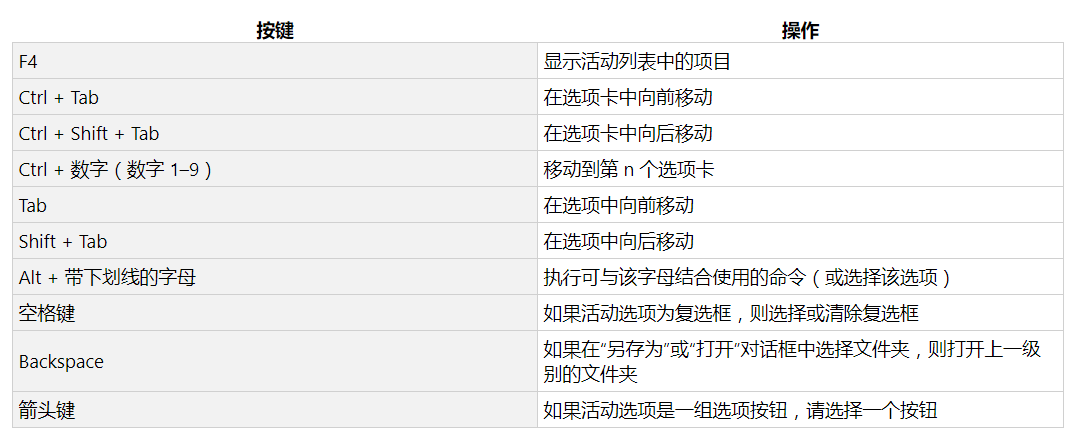 按键 操作
F4 显示活动列表中的项目
Ctrl + Tab 在选项卡中向前移动
Ctrl + Shift + Tab 在选项卡中向后移动
Ctrl + 数字（数字 1–9） 移动到第 n 个选项卡
Tab 在选项中向前移动
Shift + Tab 在选项中向后移动
Alt + 带下划线的字母 执行可与该字母结合使用的命令（或选择该选项）
空格键 如果活动选项为复选框，则选择或清除复选框
Backspace 如果在“另存为”或“打开”对话框中选择文件夹，则打开上一级
别的文件夹
箭头键 如果活动选项是一组选项按钮，请选择一个按钮